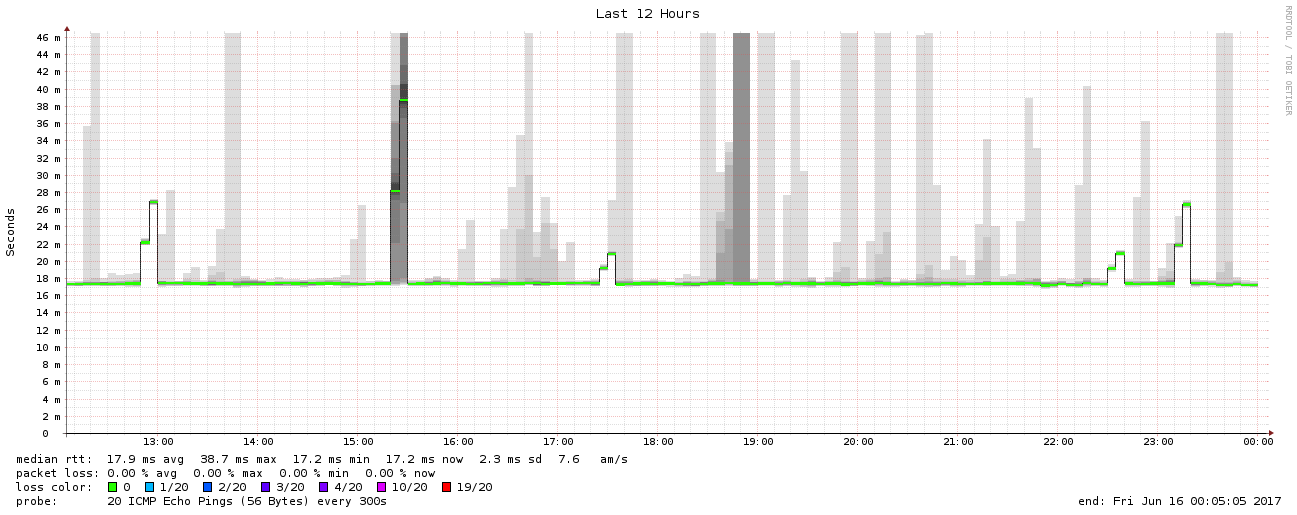 Last 12 Hours
RRDTOOL / TOBI OETIKER
Seconds
46 m
44 m
42 m
40 m
38 m
36 m
34 m
32 m
30 m
28 m
26 m
24 m
22 m
20 m
18 m
16 m
14 m
12 m
10 m
8 m
6 m
4 m
2 m
0
13:00 14:00 15:00 16:00 17:00 18:00 19:00 20:00 21:00 22:00 23:00 00:00
median rtt: 17.9 ms avg 38.7 ms max 17.2 ms min 17.2 ms now 2.3 ms sd 7.6 am/s
packet loss: 0.00 % avg 0.00 % max 0.00 % min 0.00 % now
loss color: 0 1/20 2/20 3/20 4/20 10/20 19/20
probe: 20 ICMP Echo Pings (56 Bytes) every 300s end: Fri Jun 16 00:05:05 2017